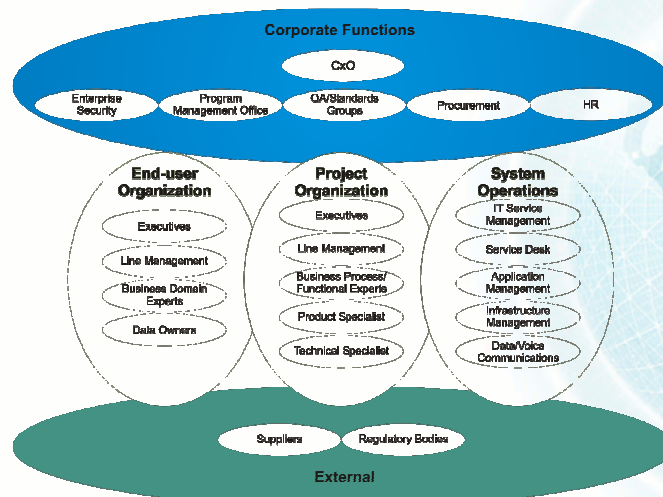 Corporate Functions
CxO
Enterprise
Security
Program
Management Office
QA/Standards
Groups
Procurement
HR
End-user
Organization
Executives
Line Management
Business Domain
Experts
Data Owners
Project
Organization
Executives
Line Management
Business Process/
Functional Experts
Product Specialist
Technical Specialist
System
Operations
IT Service
Management
Service Desk
Application
Management
Infrastructure
Management
Data/Voice
Communications
Suppliers
Regulatory Bodies
External